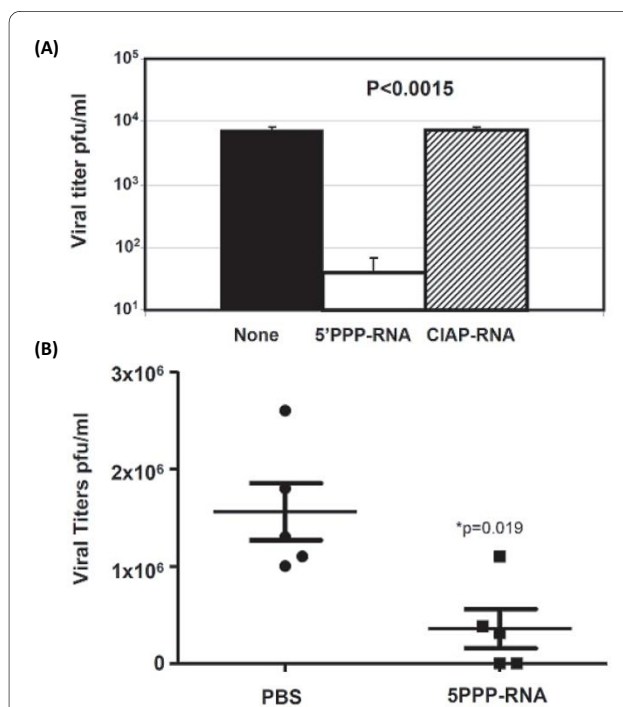 (A)
P<0.0015
Viral titer pfu/ml
10⁵
10⁴
10³
10²
10¹
None 5'PPP-RNA CIAP-RNA
(B)
Viral Titers pfu/ml
3x10⁶
2x10⁶
1x10⁶
0
*p=0.019
PBS 5PPP-RNA